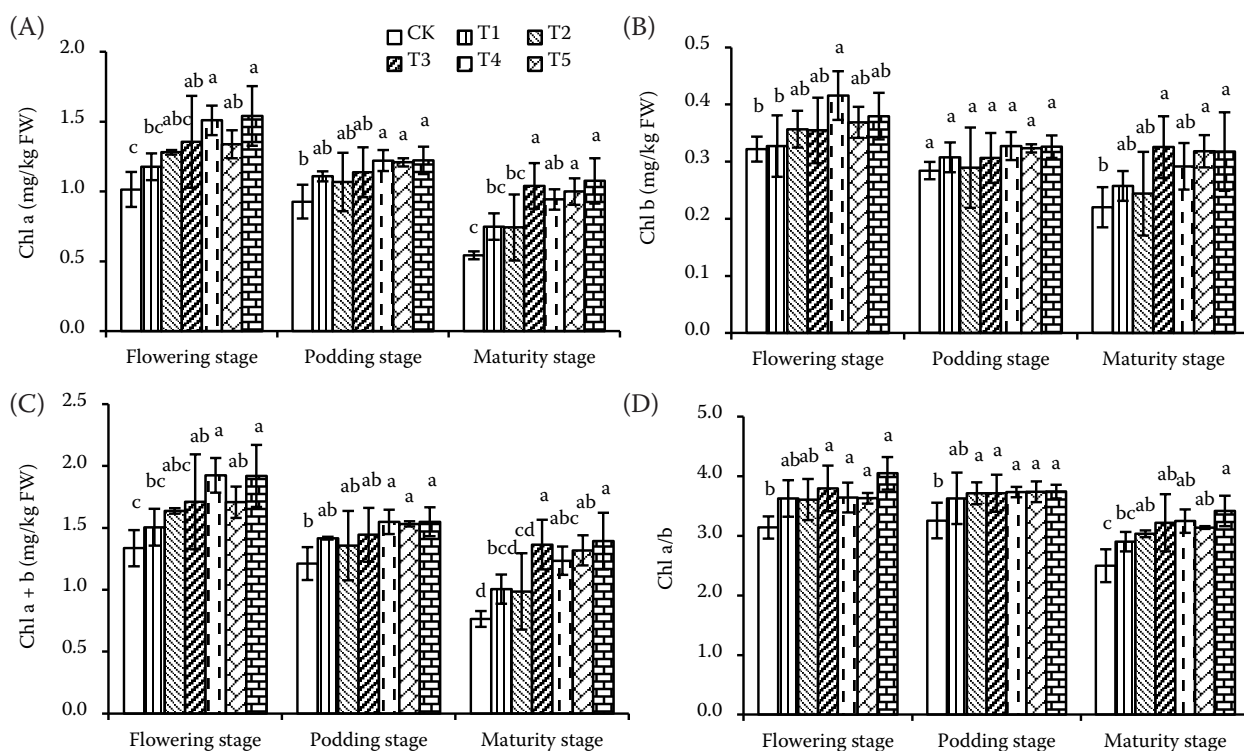 (A)
CK T1 T2
T3 T4 T5
Chl a (mg/kg FW)
2.0
1.5
1.0
0.5
0.0
c bc abc ab a ab a
b ab ab ab a a a
c bc bc a ab a a
Flowering stage Podding stage Maturity stage
(B)
Chl b (mg/kg FW)
0.5
0.4
0.3
0.2
0.1
0.0
b b ab ab a ab ab
a a a a a a a
b ab ab a ab a a
Flowering stage Podding stage Maturity stage
(C)
Chl a + b (mg/kg FW)
2.5
2.0
1.5
1.0
0.5
0.0
c bc abc ab a ab a
b ab ab ab a a a
d bcd cd a abc ab a
Flowering stage Podding stage Maturity stage
(D)
Chl a/b
5.0
4.0
3.0
2.0
1.0
0.0
b ab ab a a a a
b ab a a a a a
c bc ab a ab ab a
Flowering stage Podding stage Maturity stage